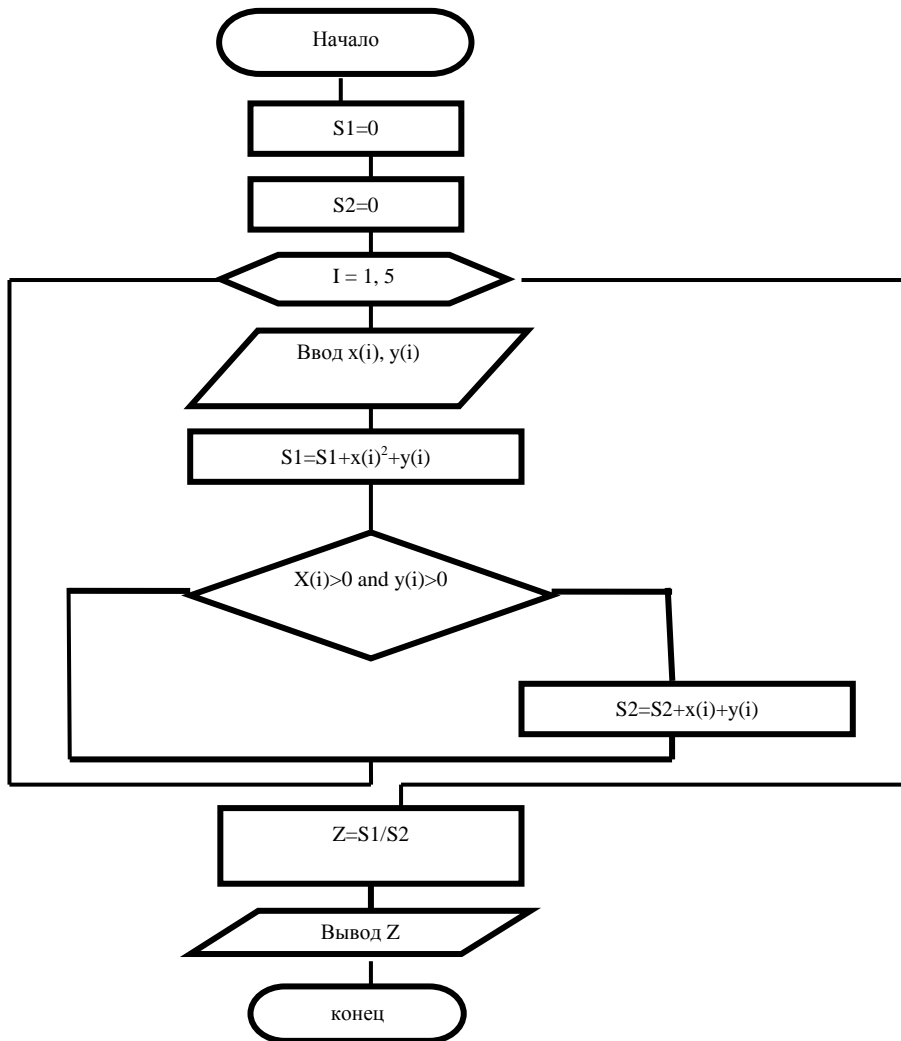 Начало
S1=0
S2=0
I = 1, 5
Ввод x(i), y(i)
S1=S1+x(i)²+y(i)
X(i)>0 and y(i)>0
S2=S2+x(i)+y(i)
Z=S1/S2
Вывод Z
конец